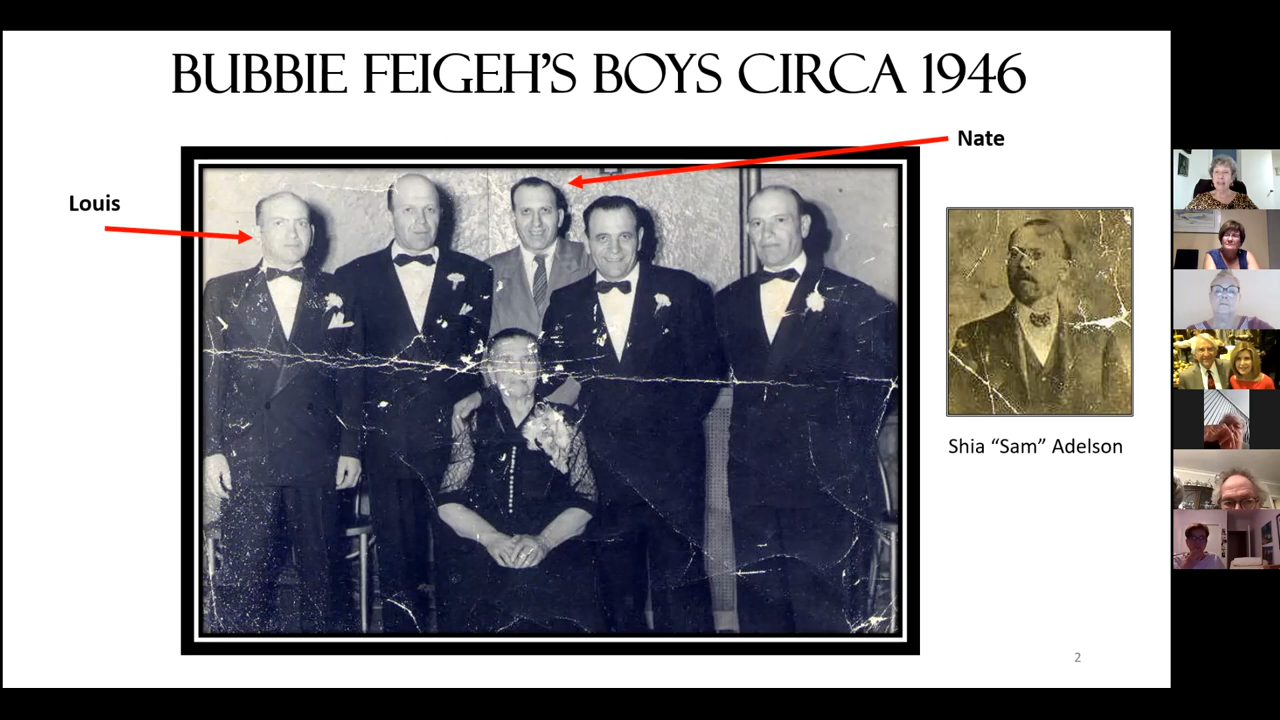 BUBBIE FEIGEH'S BOYS CIRCA 1946
Nate
Louis
Shia “Sam” Adelson
2